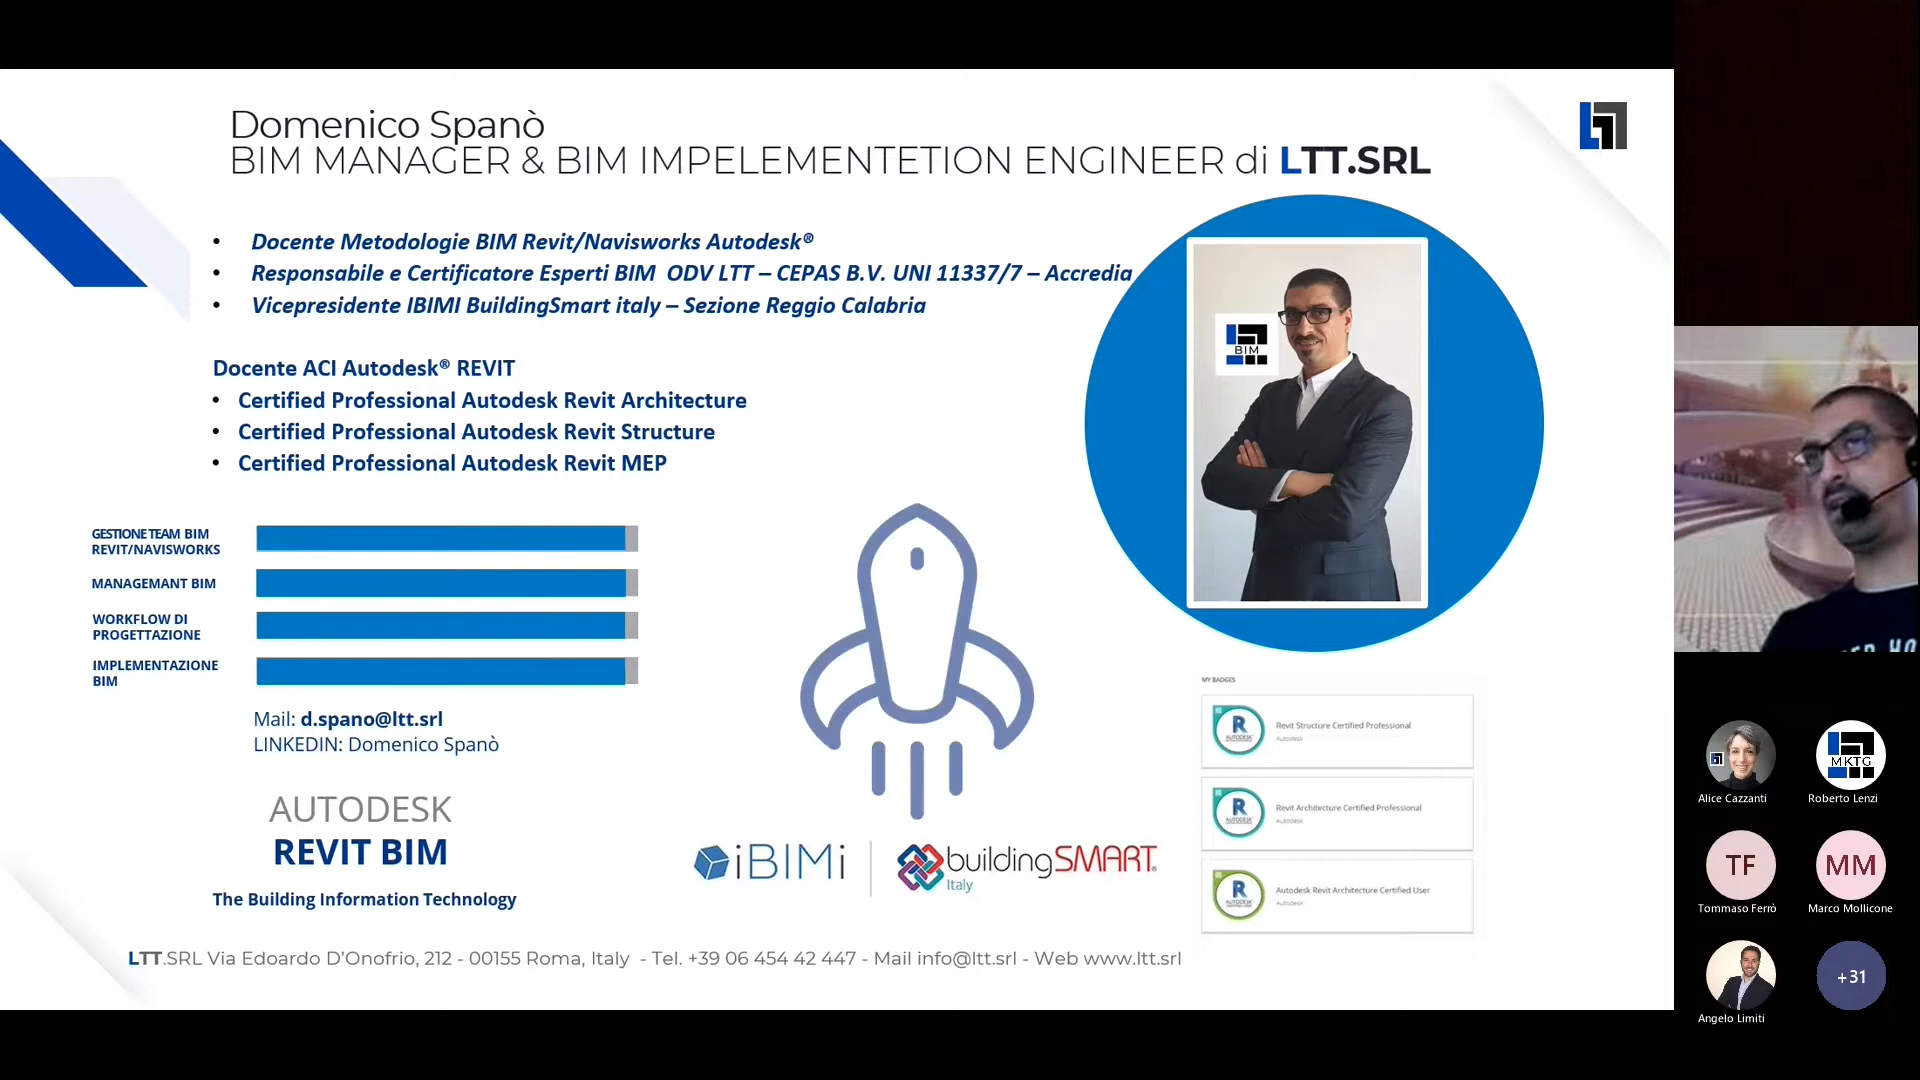 Domenico Spanò
BIM MANAGER & BIM IMPELEMENTETION ENGINEER di LTT.SRL
• Docente Metodologie BIM Revit/Navisworks Autodesk®
• Responsabile e Certificatore Esperti BIM ODV LTT – CEPAS B.V. UNI 11337/7 – Accredia
• Vicepresidente IBIMI BuildingSmart italy – Sezione Reggio Calabria
Docente ACI Autodesk® REVIT
• Certified Professional Autodesk Revit Architecture
• Certified Professional Autodesk Revit Structure
• Certified Professional Autodesk Revit MEP
BIM
GESTIONE TEAM BIM
REVIT/NAVISWORKS
MANAGEMANT BIM
WORKFLOW DI
PROGETTAZIONE
IMPLEMENTAZIONE
BIM
Mail: d.spano@ltt.srl
LINKEDIN: Domenico Spanò
AUTODESK
REVIT BIM
The Building Information Technology
iBIMi
buildingSMART®
Italy
MY BADGES
R
AUTODESK
Revit Structure Certified Professional
Autodesk
R
AUTODESK
Revit Architecture Certified Professional
Autodesk
R
AUTODESK
Autodesk Revit Architecture Certified User
Autodesk
LTT.SRL Via Edoardo D’Onofrio, 212 - 00155 Roma, Italy - Tel. +39 06 454 42 447 - Mail info@ltt.srl - Web www.ltt.srl
MKTG
Alice Cazzanti
Roberto Lenzi
TF
MM
Tommaso Ferrò
Marco Mollicone
+31
Angelo Limiti